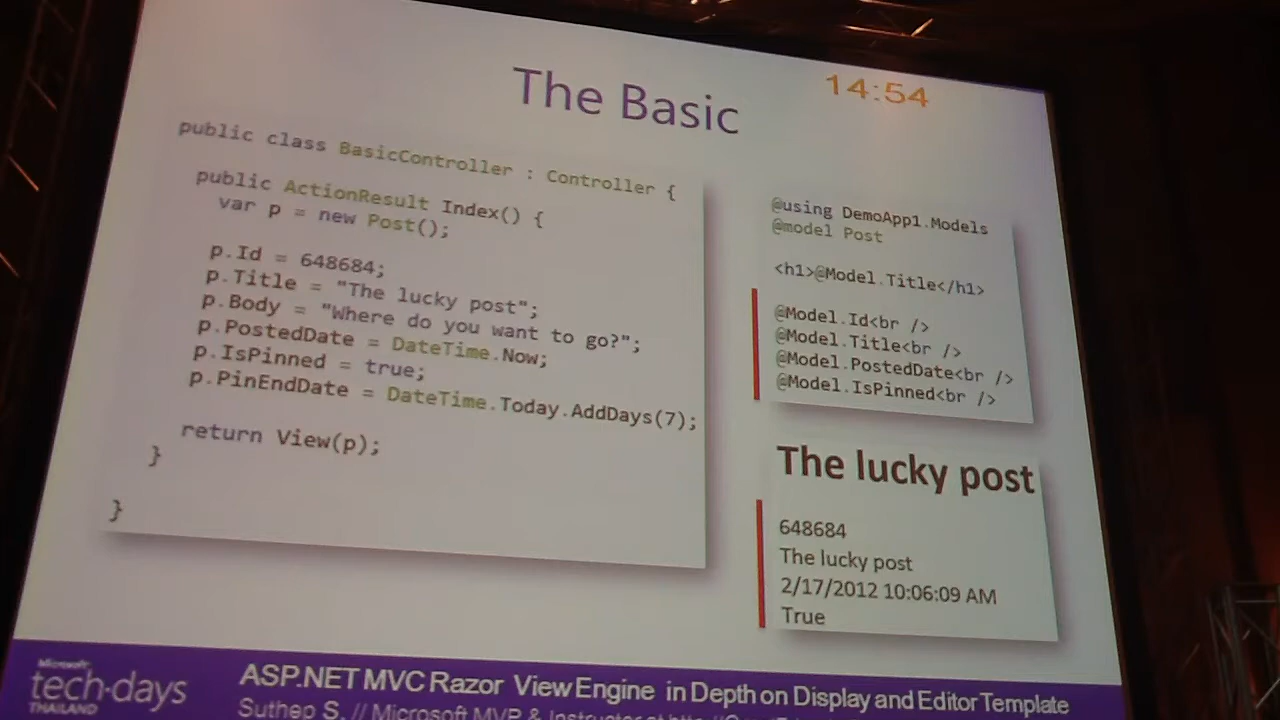 The Basic
14:54
public class BasicController : Controller {
public ActionResult Index() {
var p = new Post();
p.Id = 648684;
p.Title = "The lucky post";
p.Body = "Where do you want to go?";
p.PostedDate = DateTime.Now;
p.IsPinned = true;
p.PinEndDate = DateTime.Today.AddDays(7);
return View(p);
}
}
@using DemoApp1.Models
@model Post
<h1>@Model.Title</h1>
@Model.Id<br />
@Model.Title<br />
@Model.PostedDate<br />
@Model.IsPinned<br />
The lucky post
648684
The lucky post
2/17/2012 10:06:09 AM
True
Microsoft
tech·days
THAILAND
ASP.NET MVC Razor View Engine in Depth on Display and Editor Template
Suthep S. // Microsoft MVP & Instructor at http://